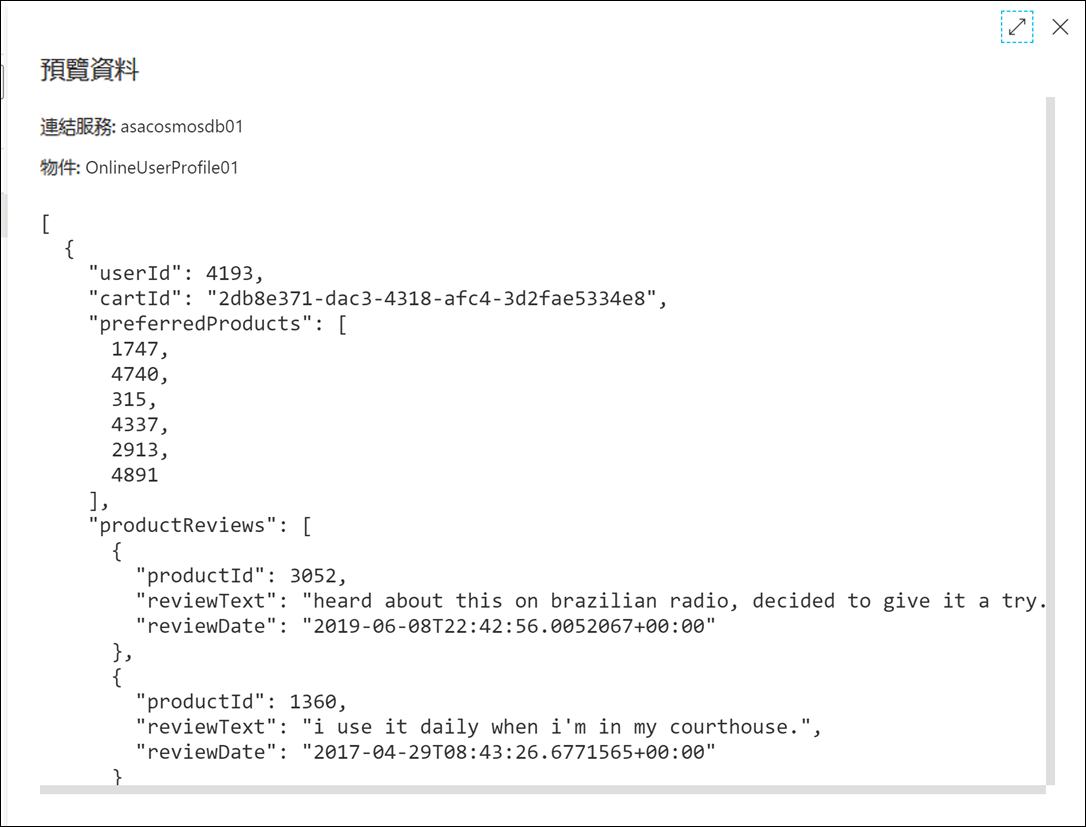 預覽資料
連結服務: asacosmosdb01
物件: OnlineUserProfile01
[
  {
    "userId": 4193,
    "cartId": "2db8e371-dac3-4318-afc4-3d2fae5334e8",
    "preferredProducts": [
      1747,
      4740,
      315,
      4337,
      2913,
      4891
    ],
    "productReviews": [
      {
        "productId": 3052,
        "reviewText": "heard about this on brazilian radio, decided to give it a try.
        "reviewDate": "2019-06-08T22:42:56.0052067+00:00"
      },
      {
        "productId": 1360,
        "reviewText": "i use it daily when i'm in my courthouse.",
        "reviewDate": "2017-04-29T08:43:26.6771565+00:00"
      }